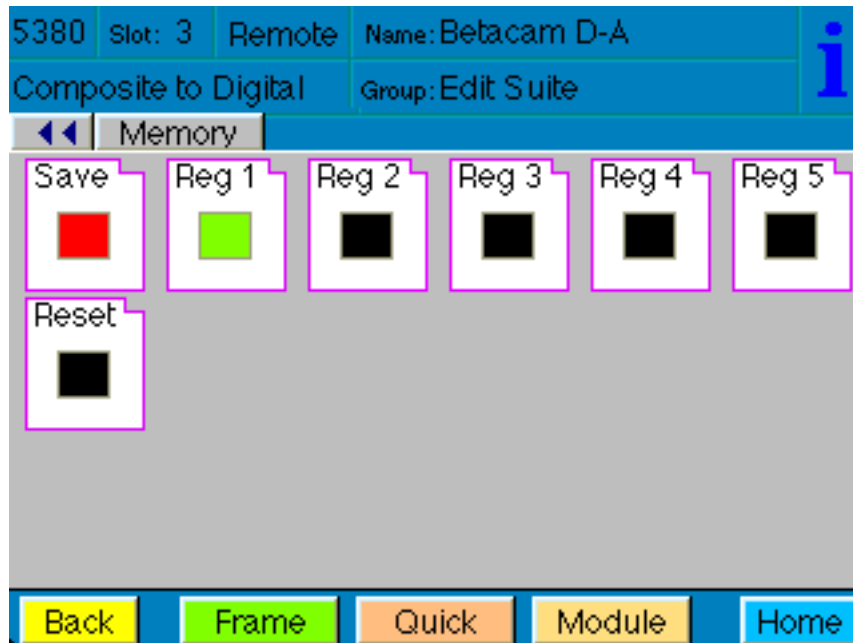 5380 Slot: 3 Remote Name: Betacam D-A
Composite to Digital Group: Edit Suite
i
Memory
Save Reg 1 Reg 2 Reg 3 Reg 4 Reg 5
Reset
Back Frame Quick Module Home